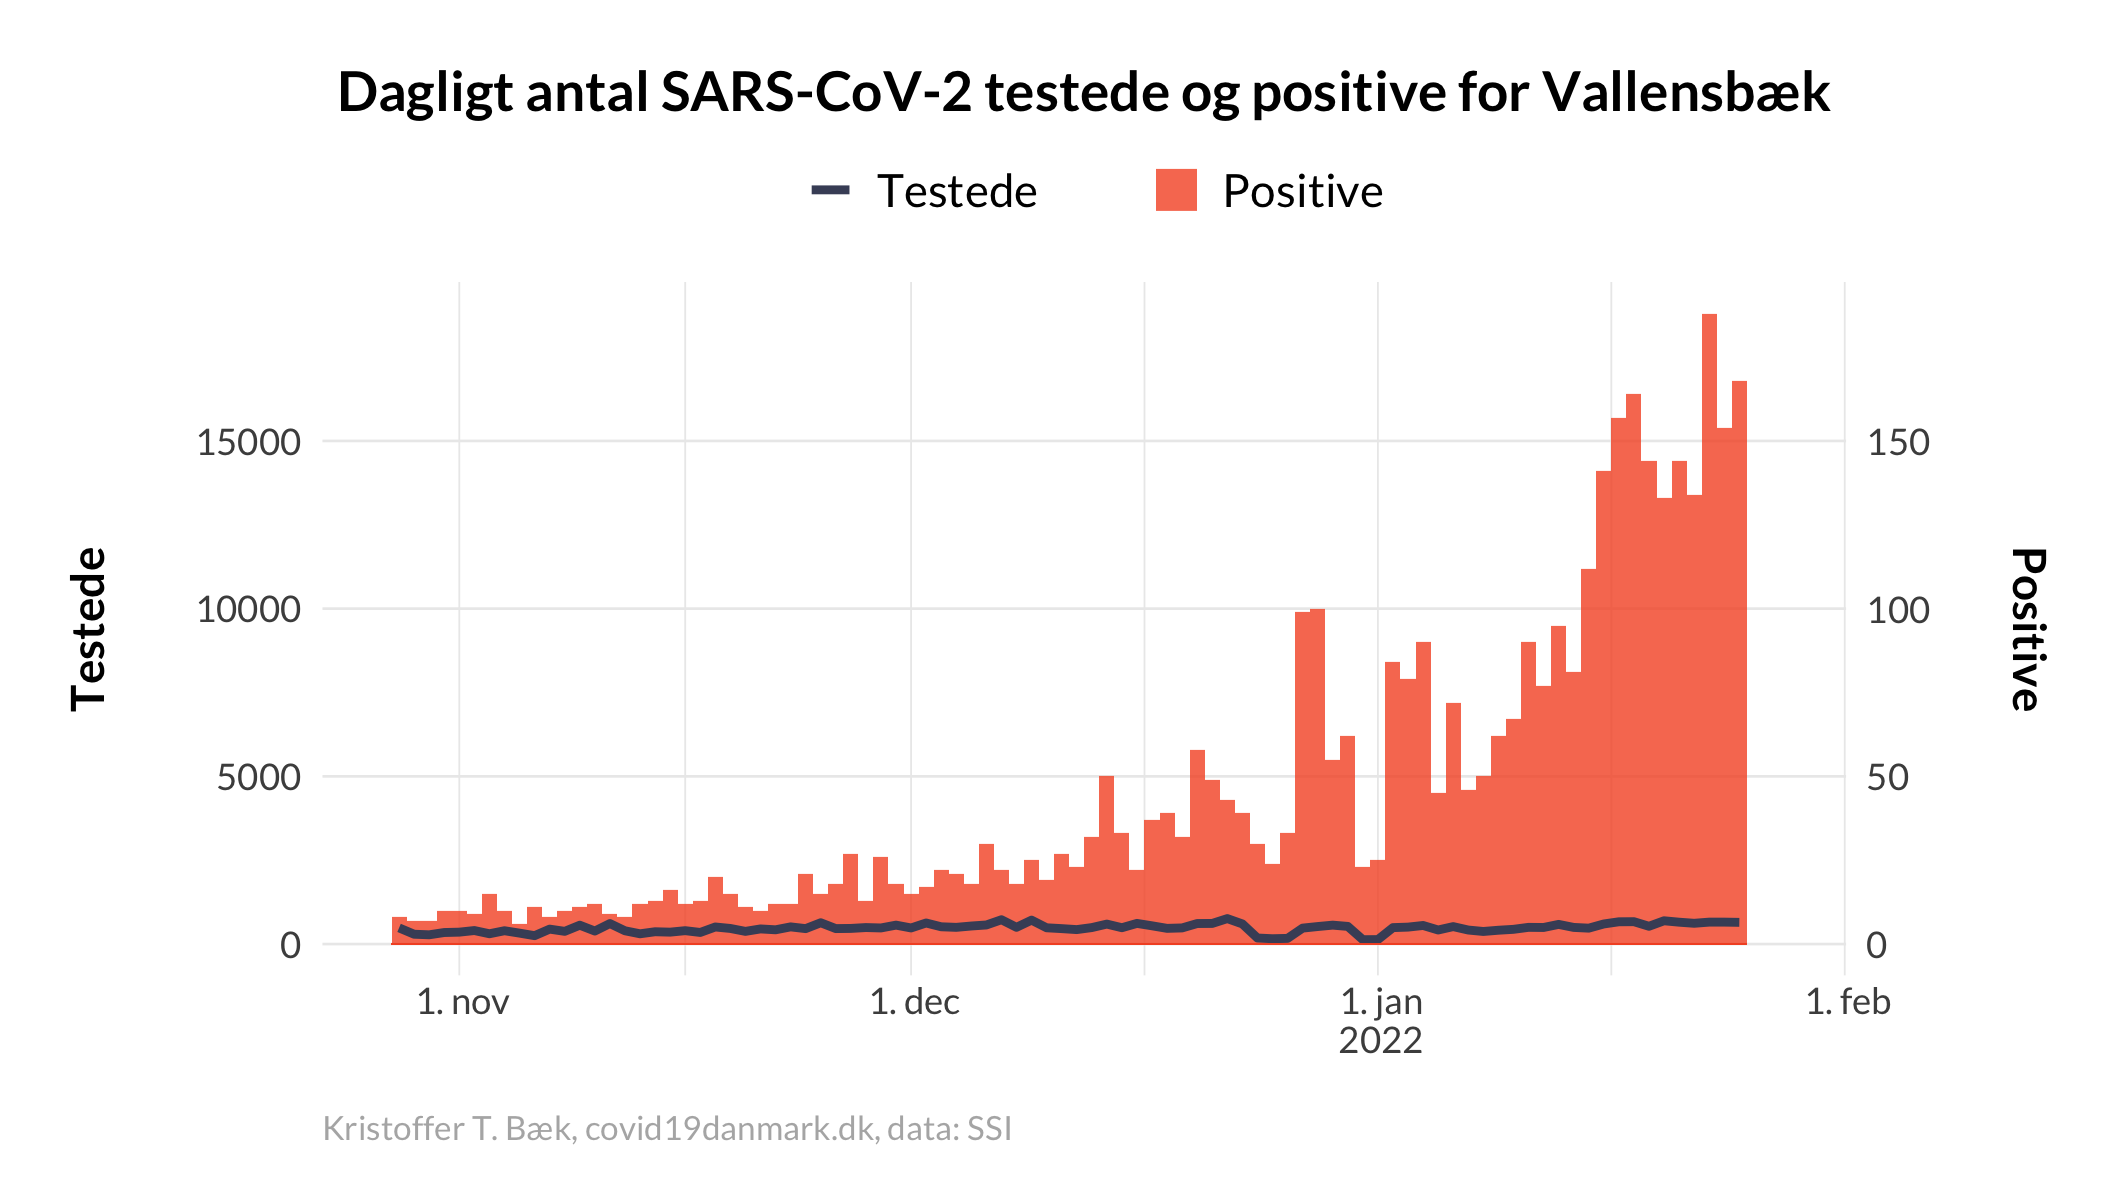 Dagligt antal SARS-CoV-2 testede og positive for Vallensbæk
Testede
Positive
15000
10000
5000
0
Testede
150
100
50
0
Positive
1. nov
1. dec
1. jan
2022
1. feb
Kristoffer T. Bæk, covid19danmark.dk, data: SSI